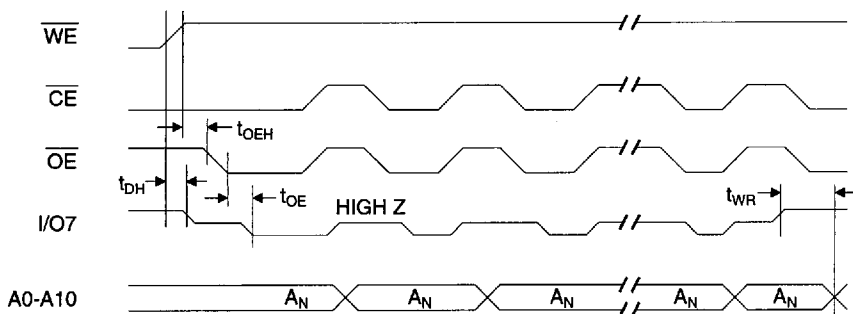 WE
CE
tOEH
OE
tDH
tOE
tWR
I/O7 HIGH Z
A0-A10 AN AN AN AN AN